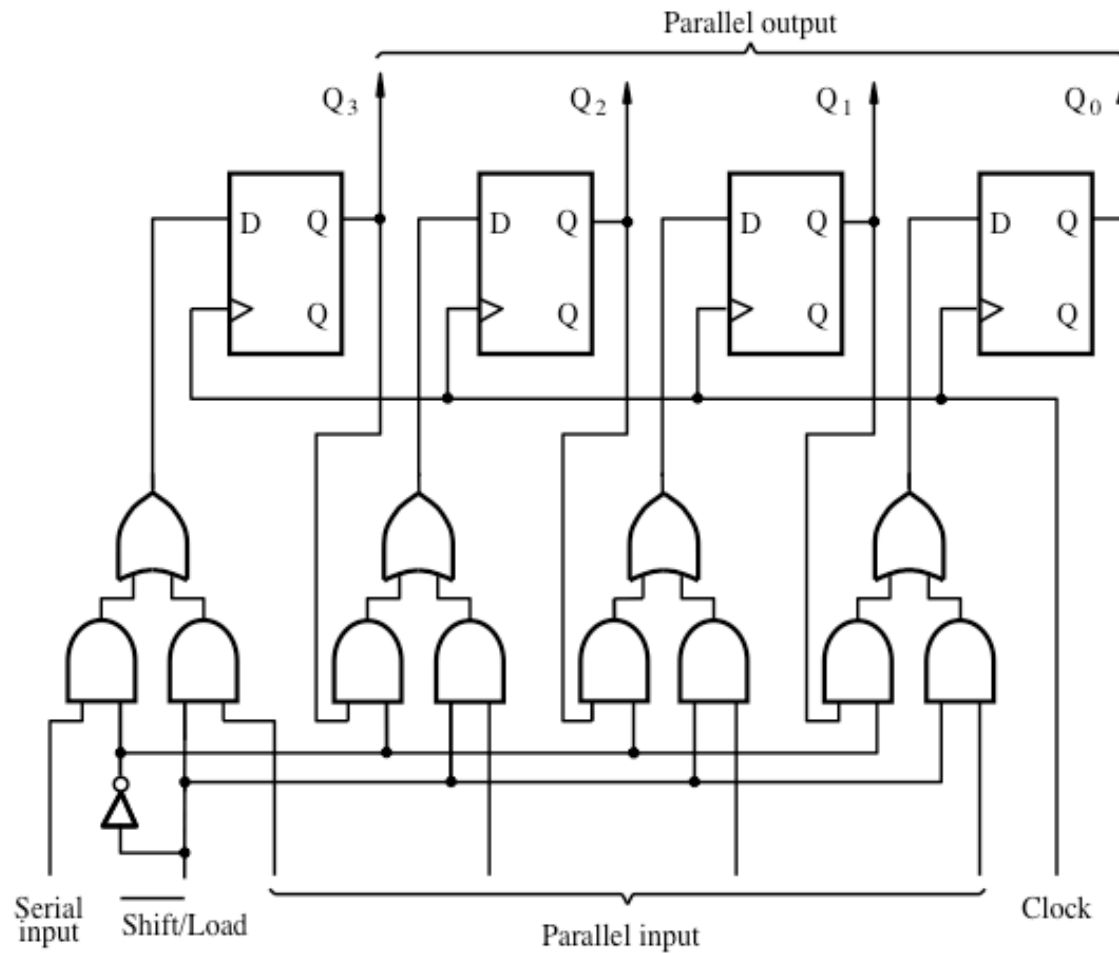 Parallel output
Q3 Q2 Q1 Q0
D Q D Q D Q D Q
Q Q Q Q
Serial
input
Shift/Load
Parallel input
Clock